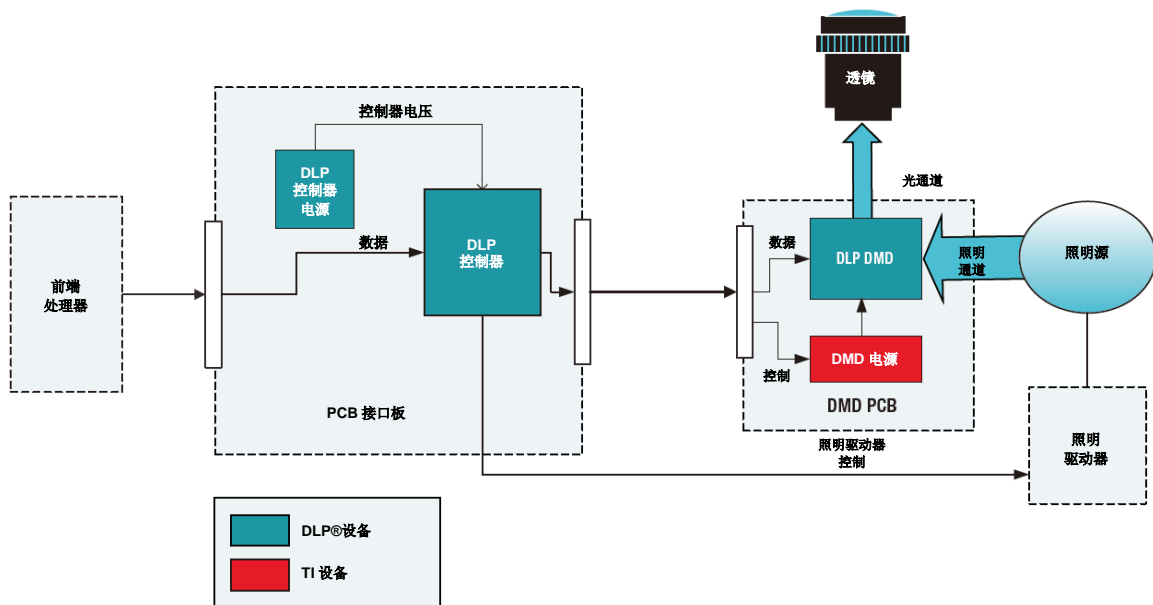 透镜
控制器电压
DLP
控制器
电源
光通道
数据
DLP
控制器
数据
DLP DMD
照明
通道
照明源
前端
处理器
DMD 电源
控制
DMD PCB
PCB 接口板
照明驱动器
控制
照明
驱动器
DLP®设备
TI 设备